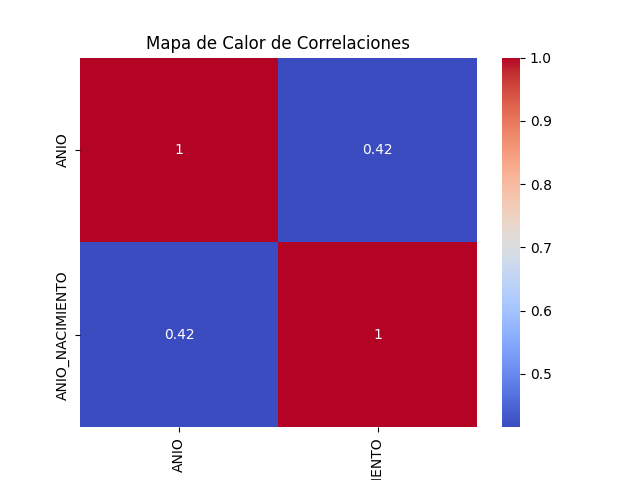 Mapa de Calor de Correlaciones
ANIO
1
0.42
ANIO_NACIMIENTO
0.42
1
ANIO
IENTO
1.0
0.9
0.8
0.7
0.6
0.5